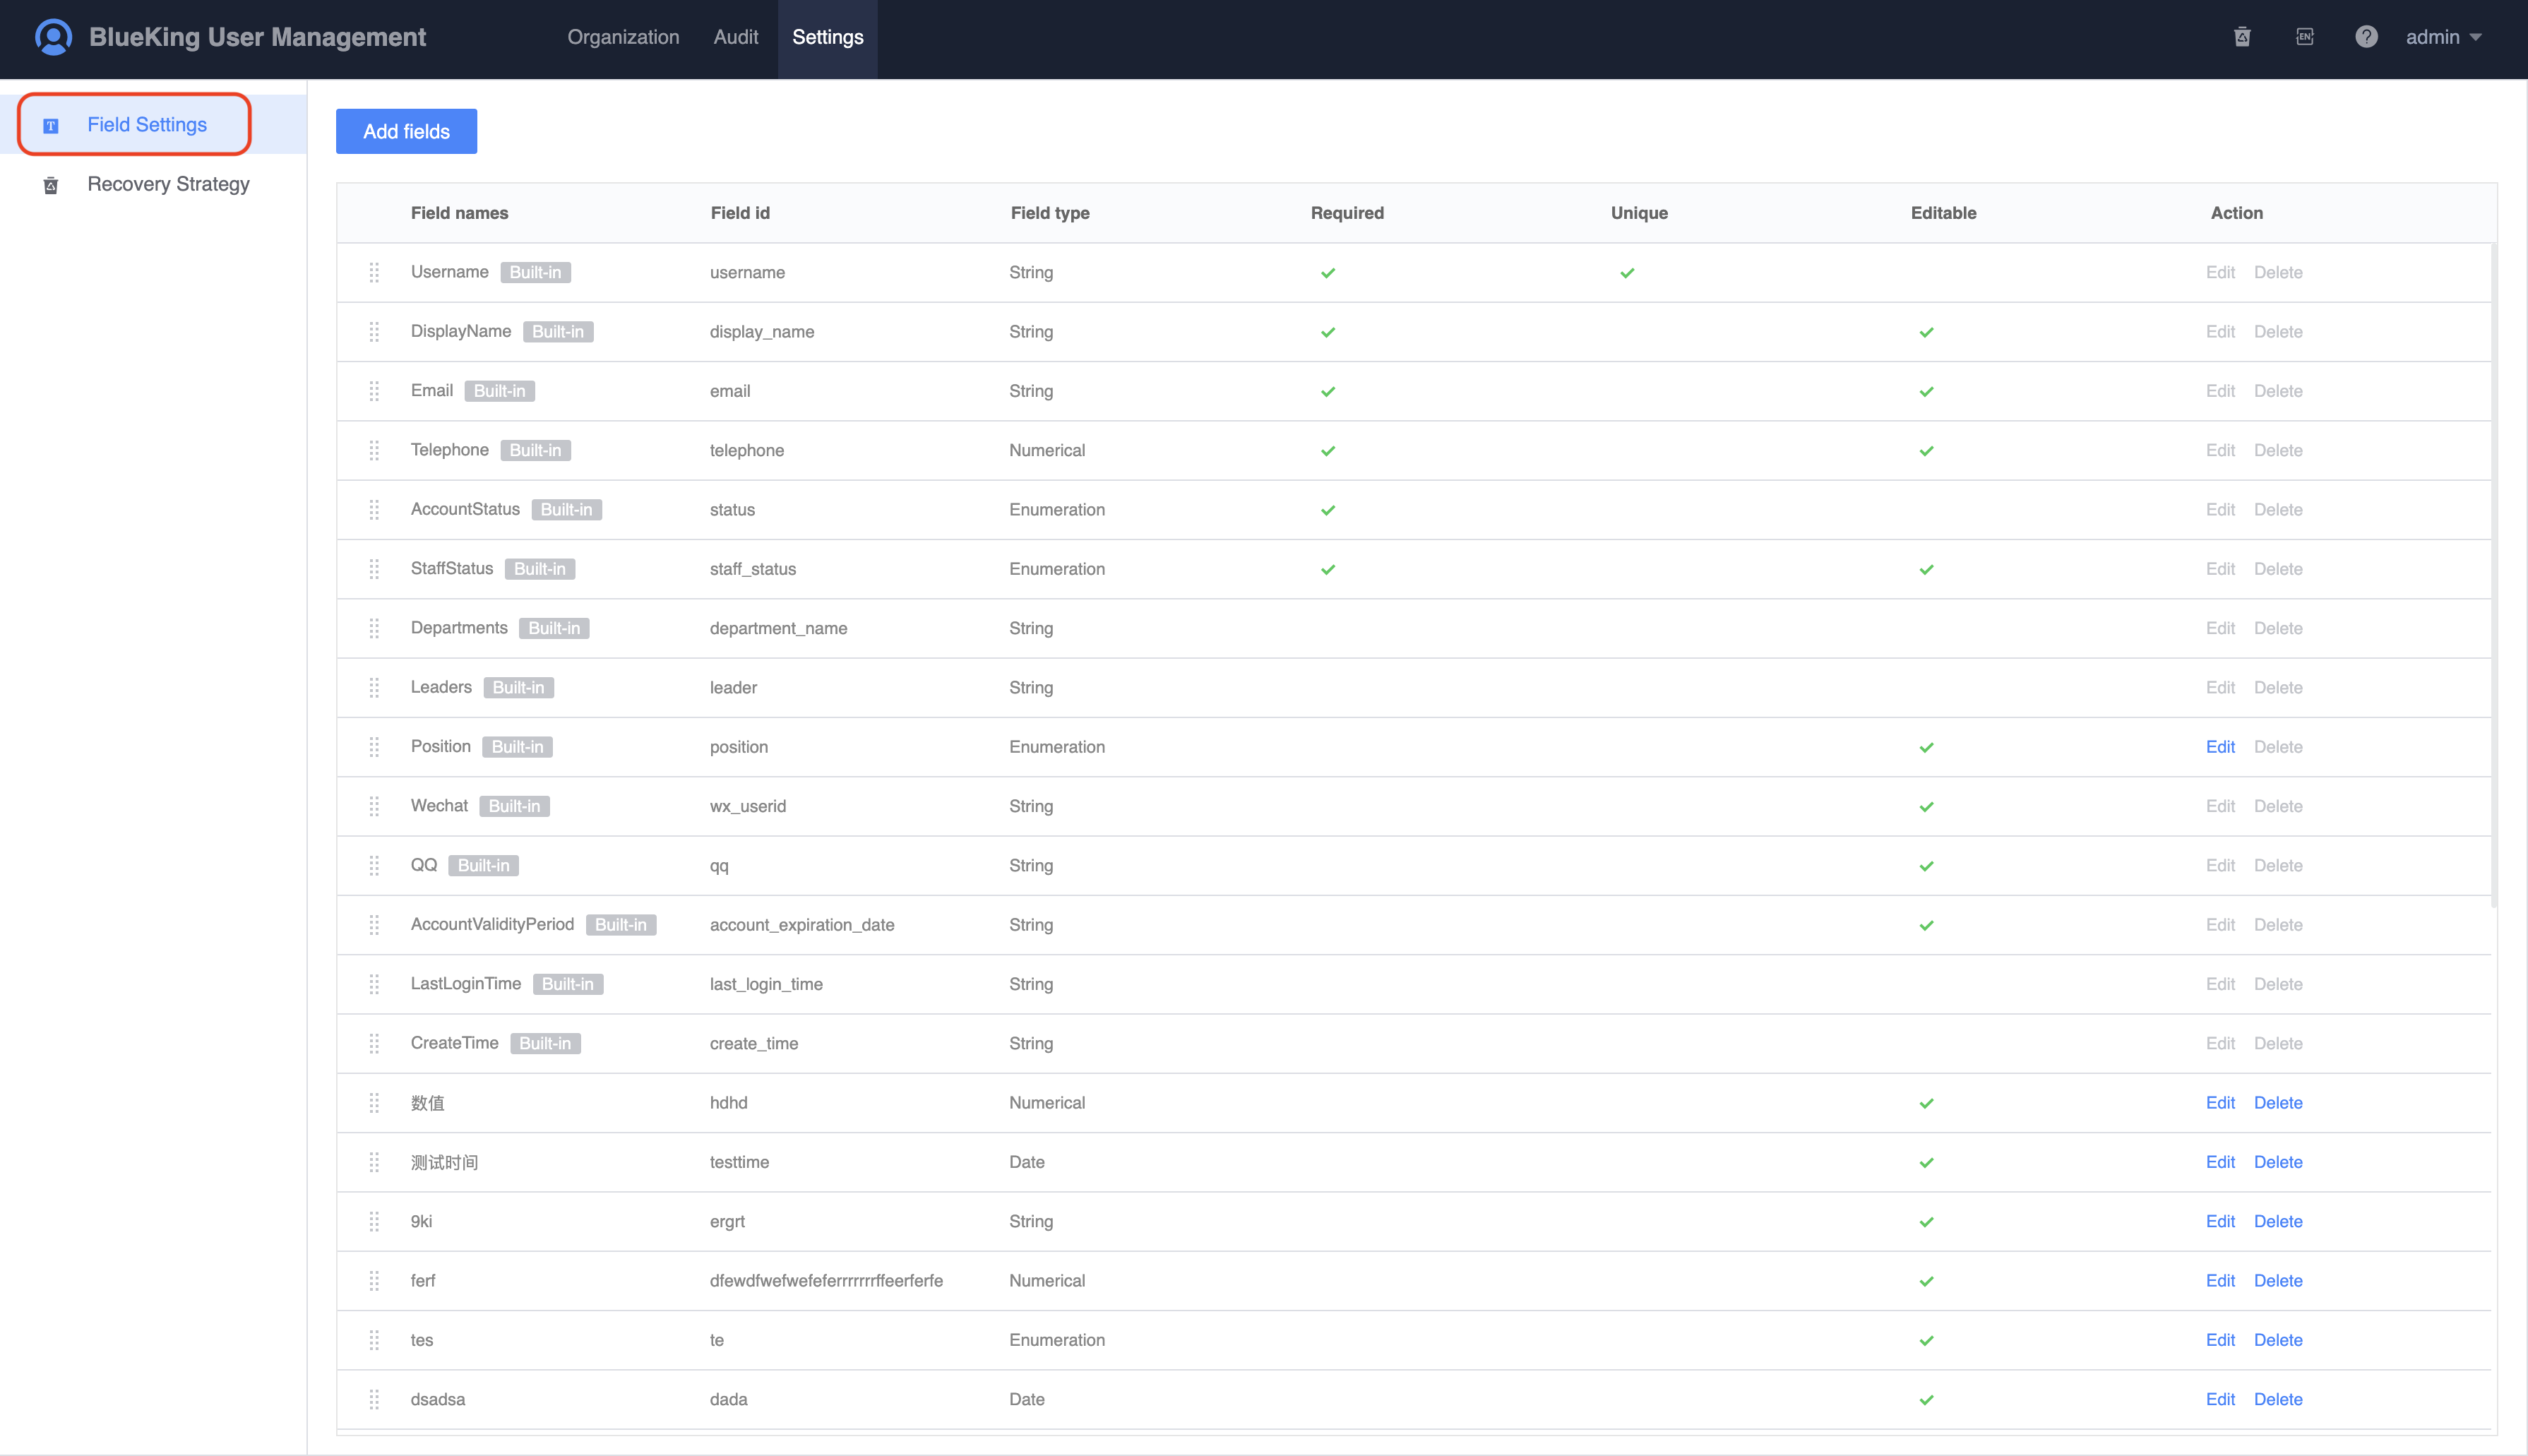 BlueKing User Management Organization Audit Settings EN ? admin
T Field Settings
Recovery Strategy
Add fields
Field names Field id Field type Required Unique Editable Action
Username Built-in username String Edit Delete
DisplayName Built-in display_name String Edit Delete
Email Built-in email String Edit Delete
Telephone Built-in telephone Numerical Edit Delete
AccountStatus Built-in status Enumeration Edit Delete
StaffStatus Built-in staff_status Enumeration Edit Delete
Departments Built-in department_name String Edit Delete
Leaders Built-in leader String Edit Delete
Position Built-in position Enumeration Edit Delete
Wechat Built-in wx_userid String Edit Delete
QQ Built-in qq String Edit Delete
AccountValidityPeriod Built-in account_expiration_date String Edit Delete
LastLoginTime Built-in last_login_time String Edit Delete
CreateTime Built-in create_time String Edit Delete
数值 hdhd Numerical Edit Delete
测试时间 testtime Date Edit Delete
9ki ergrt String Edit Delete
ferf dfewdfwefwefeferrrrrrrffeerferfe Numerical Edit Delete
tes te Enumeration Edit Delete
dsadsa dada Date Edit Delete